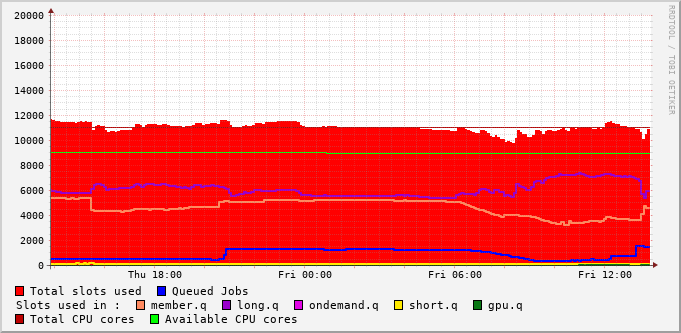 RRDTOOL / TOBI OETIKER
20000
18000
16000
14000
12000
10000
8000
6000
4000
2000
0
Thu 18:00 Fri 00:00 Fri 06:00 Fri 12:00
Total slots used Queued Jobs
Slots used in : member.q long.q ondemand.q short.q gpu.q
Total CPU cores Available CPU cores